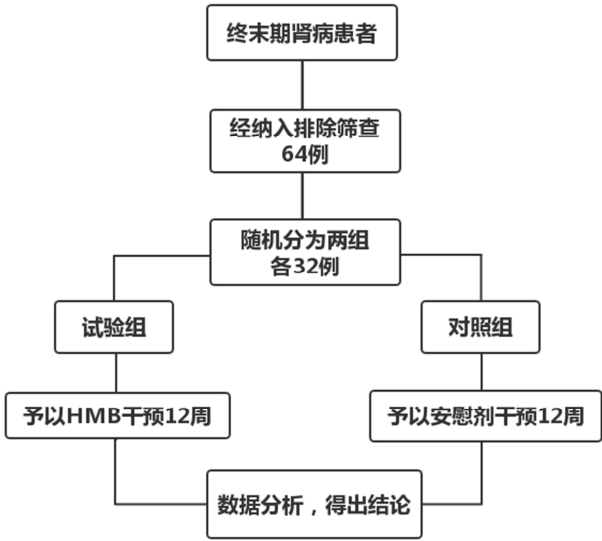 终末期肾病患者
经纳入排除筛查
64例
随机分为两组
各32例
试验组
对照组
予以HMB干预12周
予以安慰剂干预12周
数据分析，得出结论